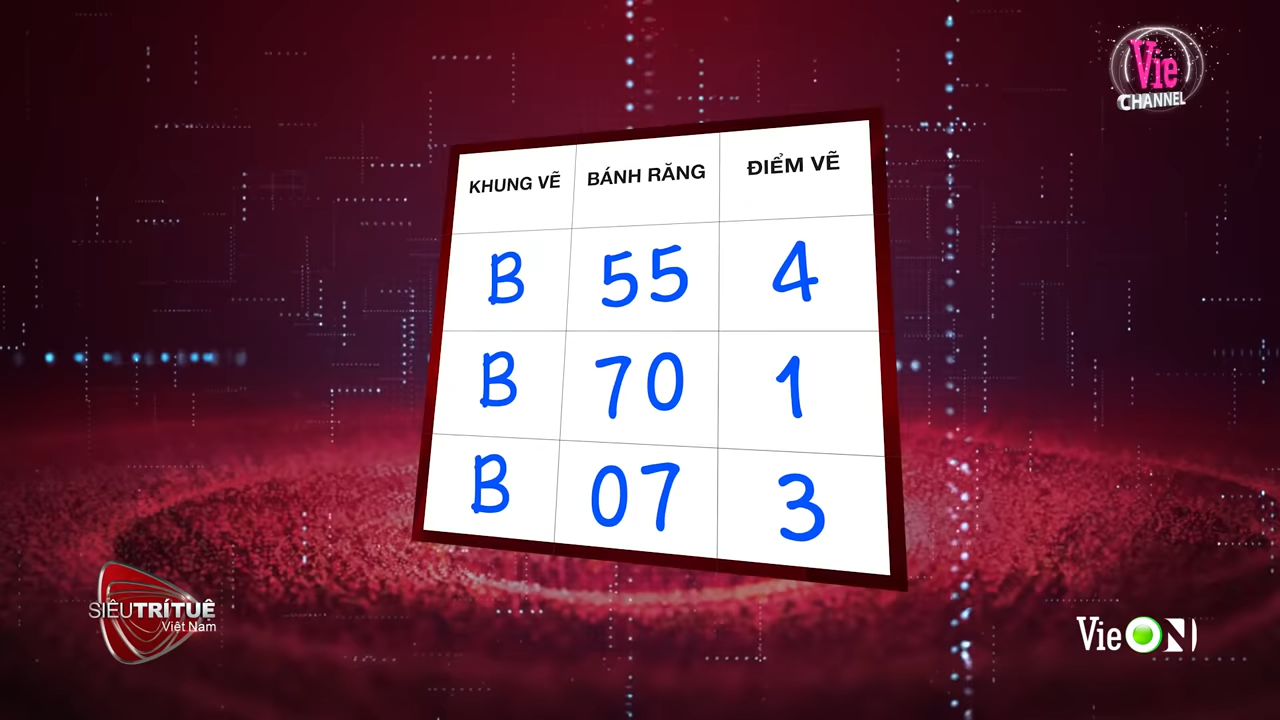 Vie
CHANNEL
KHUNG VẼ BÁNH RĂNG ĐIỂM VẼ
B 55 4
B 70 1
B 07 3
SIÊU TRÍ TUỆ
Việt Nam
VieON